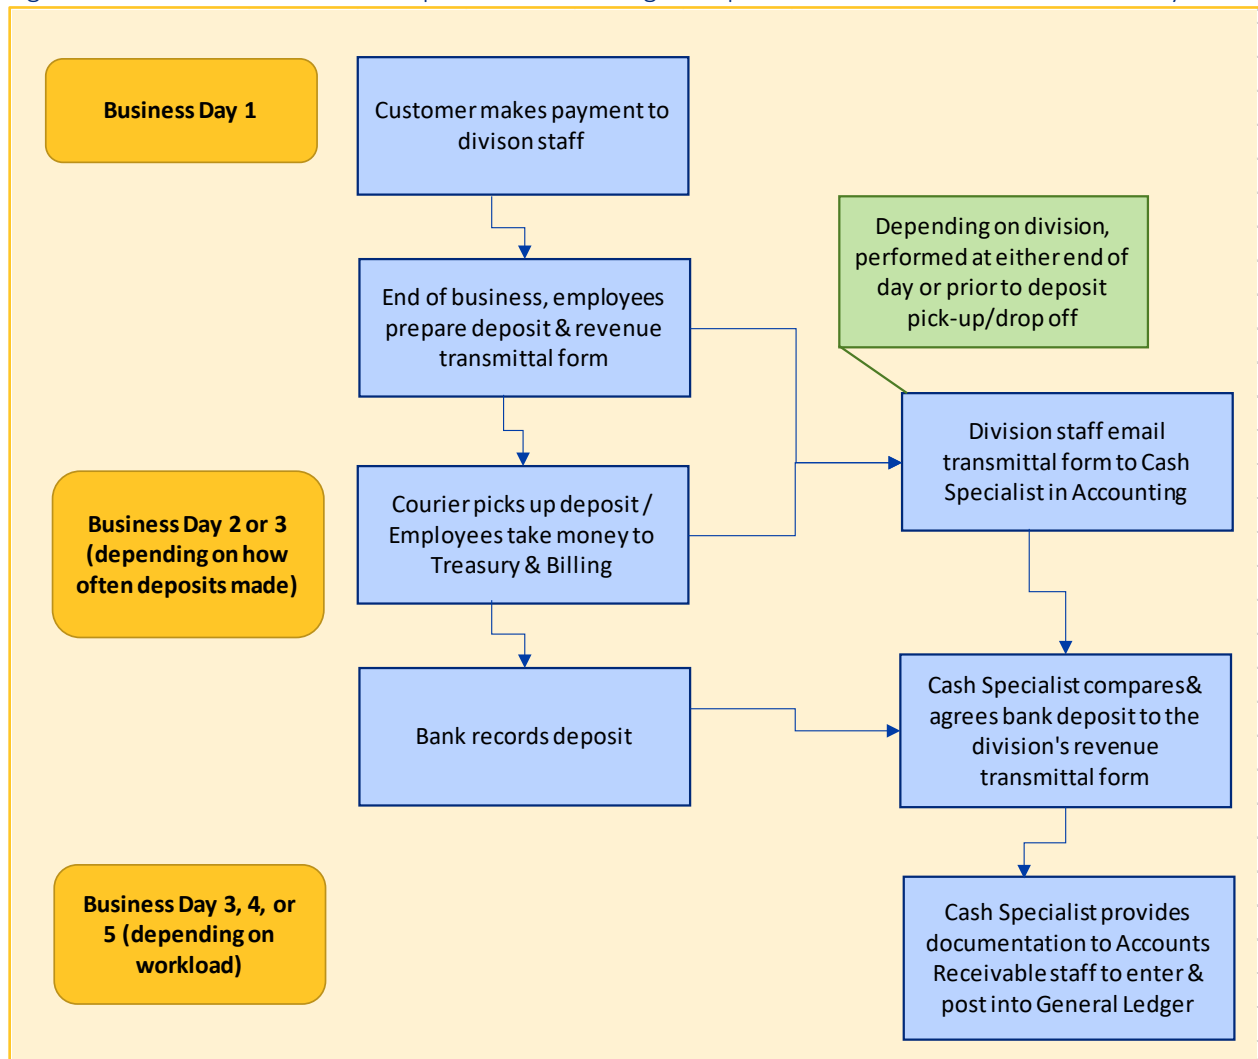 Business Day 1
Customer makes payment to
divison staff
Depending on division,
performed at either end of
day or prior to deposit
pick-up/drop off
End of business, employees
prepare deposit & revenue
transmittal form
Division staff email
transmittal form to Cash
Specialist in Accounting
Business Day 2 or 3
(depending on how
often deposits made)
Courier picks up deposit /
Employees take money to
Treasury & Billing
Bank records deposit
Cash Specialist compares&
agrees bank deposit to the
division's revenue
transmittal form
Business Day 3, 4, or
5 (depending on
workload)
Cash Specialist provides
documentation to Accounts
Receivable staff to enter &
post into General Ledger